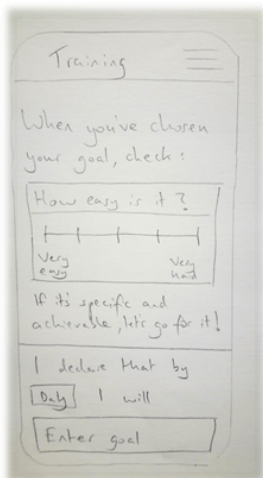 Training
When you've chosen
your goal, check:
How easy is it?
Very Very
easy hard
If it's specific and
achievable, let's go for it!
I declare that by
Date I will
Enter goal